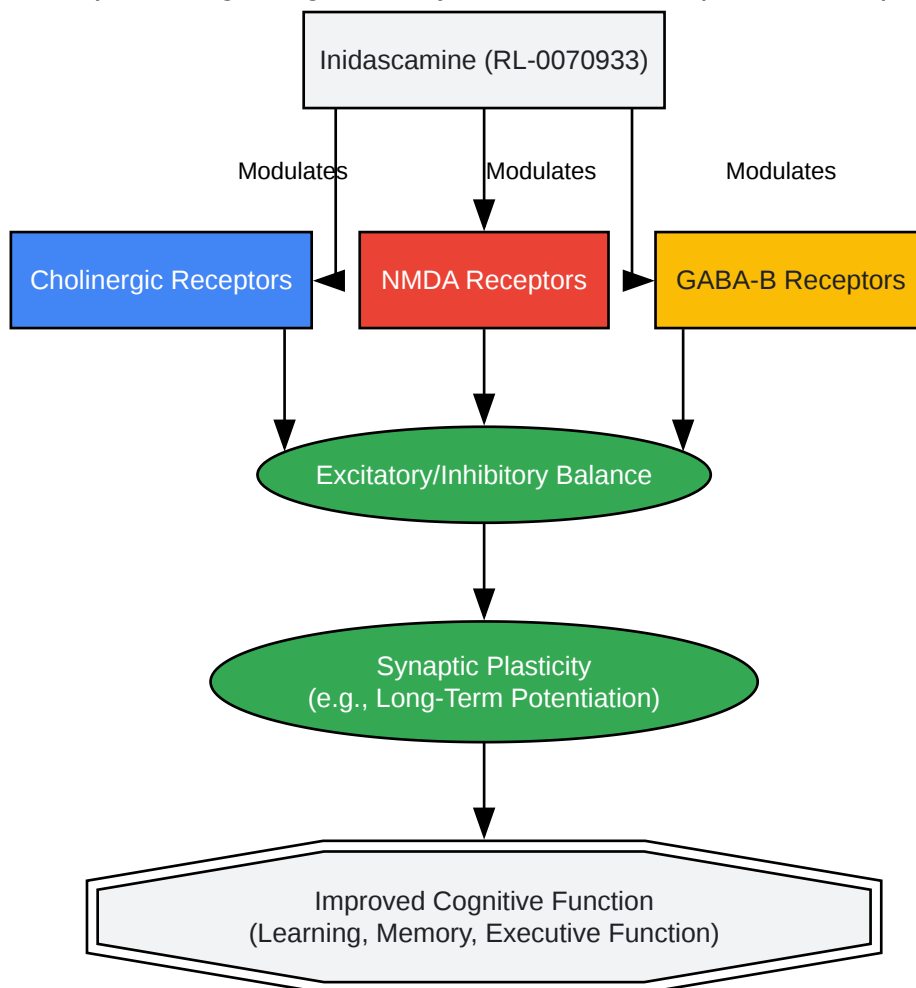 Inidascamine (RL-0070933)
Modulates Modulates Modulates
Cholinergic Receptors NMDA Receptors GABA-B Receptors
Excitatory/Inhibitory Balance
Synaptic Plasticity
(e.g., Long-Term Potentiation)
Improved Cognitive Function
(Learning, Memory, Executive Function)